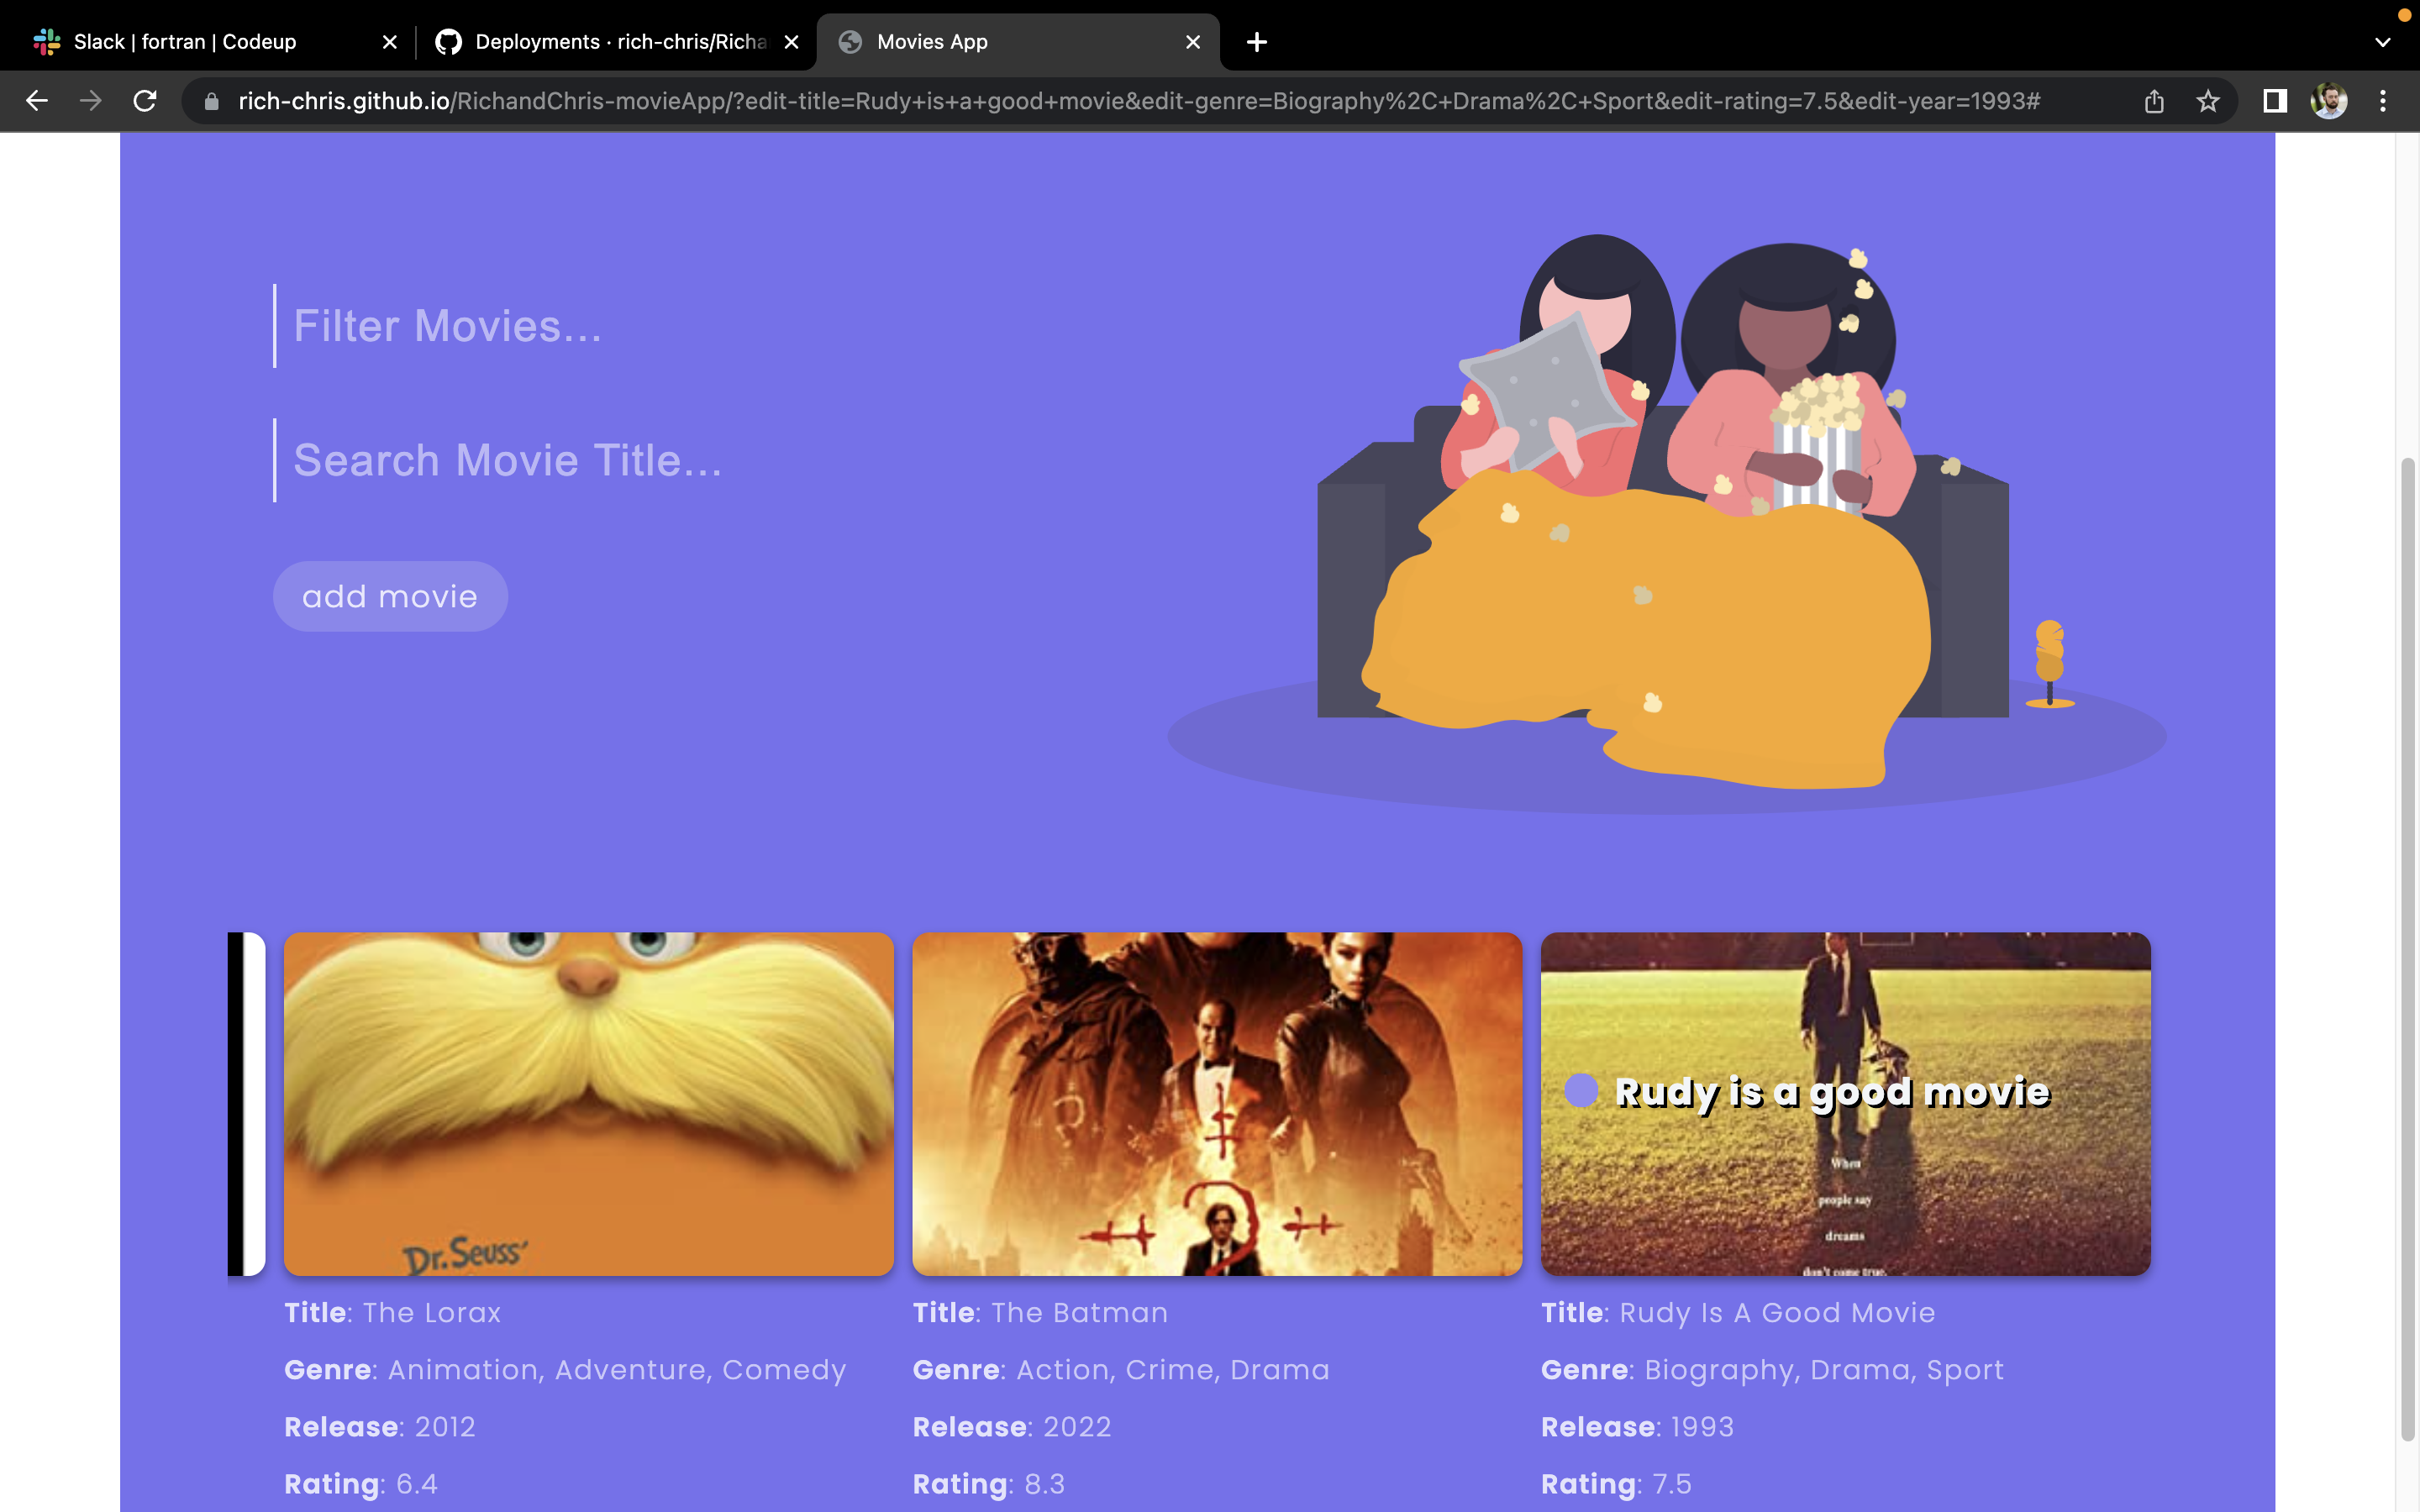 Slack | fortran | Codeup
Deployments · rich-chris/Richa
Movies App
rich-chris.github.io/RichandChris-movieApp/?edit-title=Rudy+is+a+good+movie&edit-genre=Biography%2C+Drama%2C+Sport&edit-rating=7.5&edit-year=1993#
Filter Movies...
Search Movie Title...
add movie
Dr. Seuss'
Rudy is a good movie
When
people say
dreams
don't come true,
Title: The Lorax
Genre: Animation, Adventure, Comedy
Release: 2012
Rating: 6.4
Title: The Batman
Genre: Action, Crime, Drama
Release: 2022
Rating: 8.3
Title: Rudy Is A Good Movie
Genre: Biography, Drama, Sport
Release: 1993
Rating: 7.5